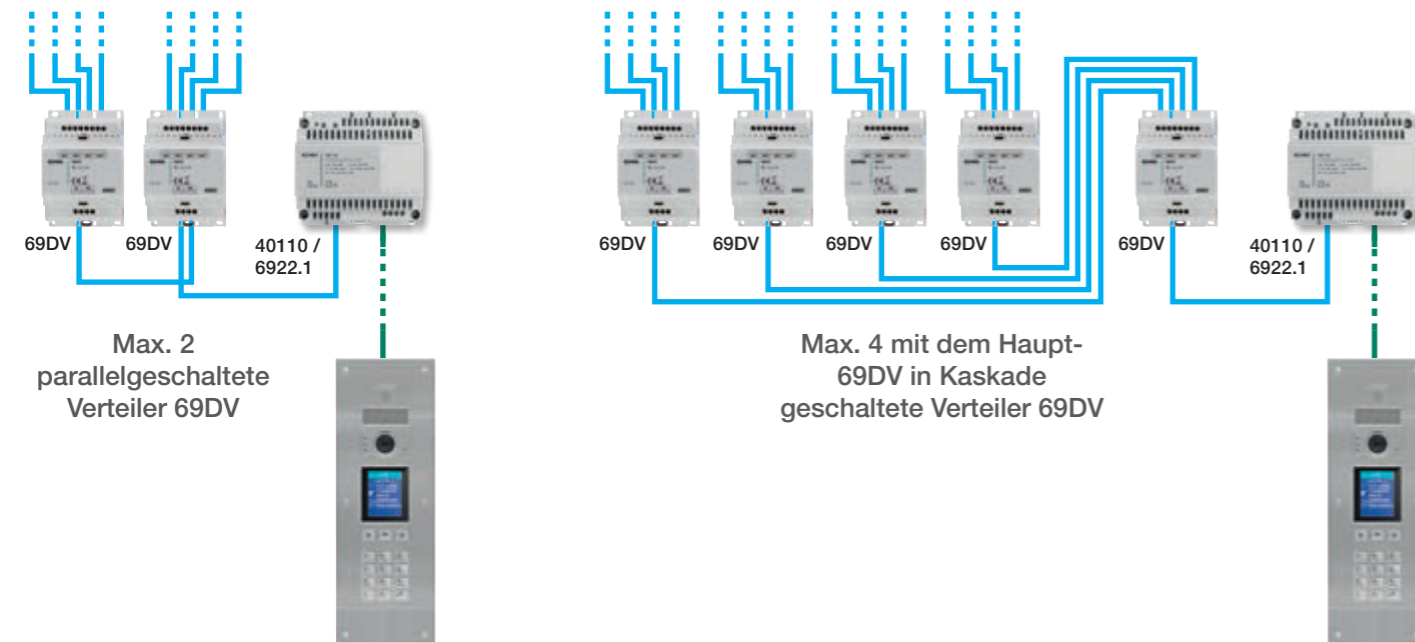 69DV
69DV
40110 /
6922.1
Max. 2
parallelgeschaltete
Verteiler 69DV
69DV
69DV
69DV
69DV
69DV
40110 /
6922.1
Max. 4 mit dem Haupt-
69DV in Kaskade
geschaltete Verteiler 69DV